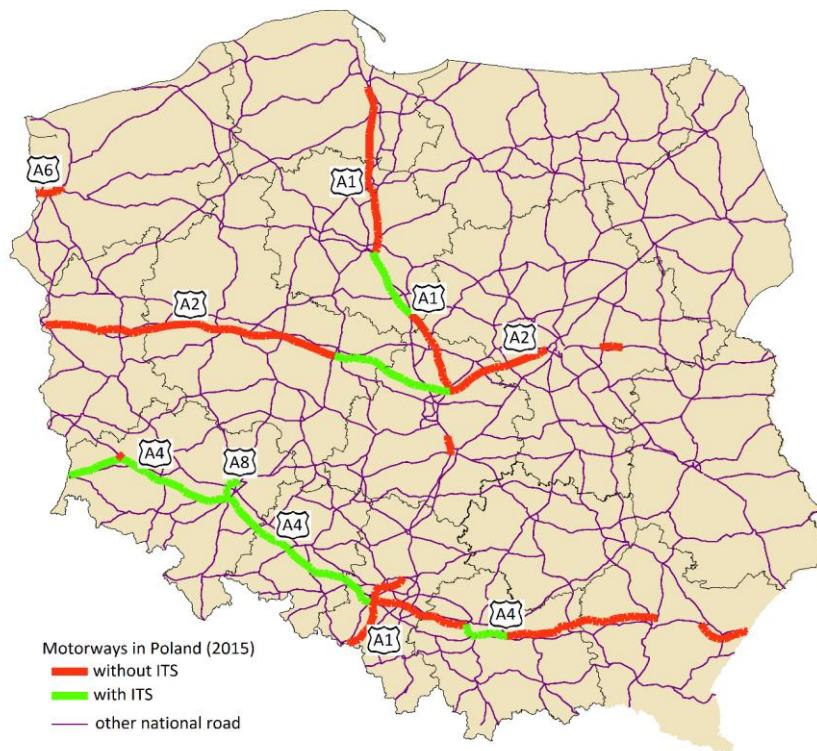 A6
A1
A2
A1
A2
A4
A8
A4
A4
A1
Motorways in Poland (2015)
without ITS
with ITS
other national road